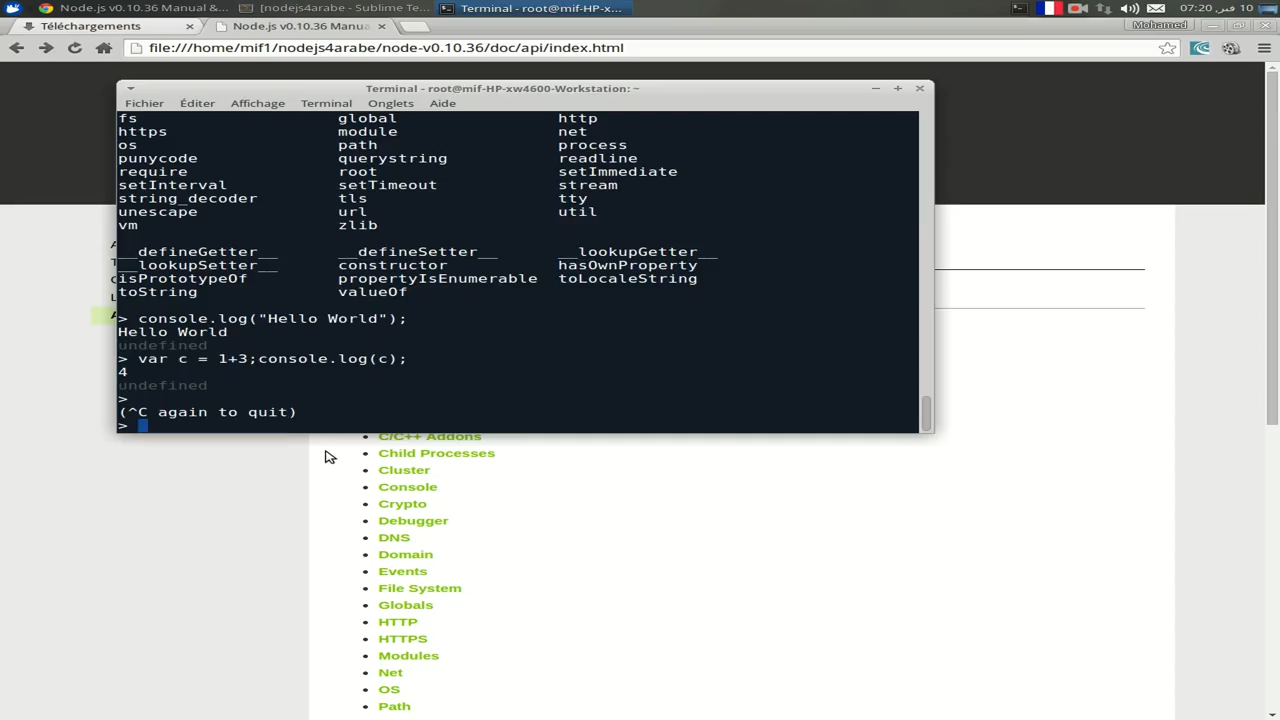 Node.js v0.10.36 Manual &...
[nodejs4arabe] - Sublime Te...
Terminal - root@mif-HP-x...
10 فبر, 07:20
Téléchargements
Node.js v0.10.36 Manua
Mohamed
file:///home/mif1/nodejs4arabe/node-v0.10.36/doc/api/index.html
Terminal - root@mif-HP-xw4600-Workstation: ~
Fichier Éditer Affichage Terminal Onglets Aide
fs global http
https module net
os path process
punycode querystring readline
require root setImmediate
setInterval setTimeout stream
string_decoder tls tty
unescape url util
vm zlib
__defineGetter__ __defineSetter__ __lookupGetter__
__lookupSetter__ constructor hasOwnProperty
isPrototypeOf propertyIsEnumerable toLocaleString
toString valueOf
> console.log("Hello World");
Hello World
undefined
> var c = 1+3;console.log(c);
4
undefined
>
(^C again to quit)
>
C/C++ Addons
Child Processes
Cluster
Console
Crypto
Debugger
DNS
Domain
Events
File System
Globals
HTTP
HTTPS
Modules
Net
OS
Path